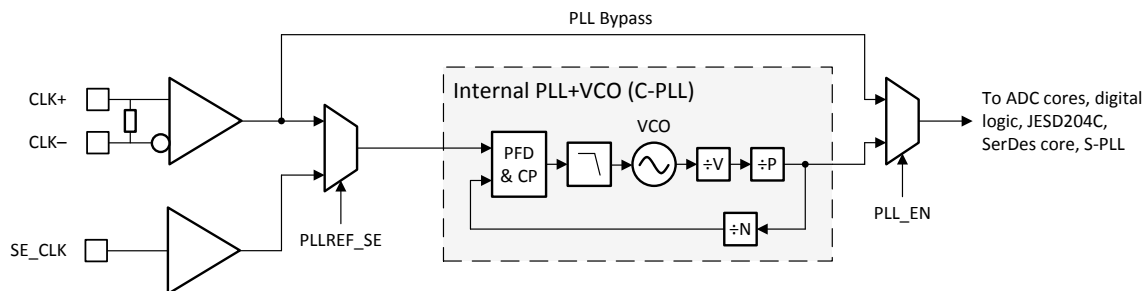 PLL Bypass
CLK+
CLK–
SE_CLK
PLLREF_SE
Internal PLL+VCO (C-PLL)
VCO
PFD
& CP
÷V
÷P
÷N
PLL_EN
To ADC cores, digital
logic, JESD204C,
SerDes core, S-PLL